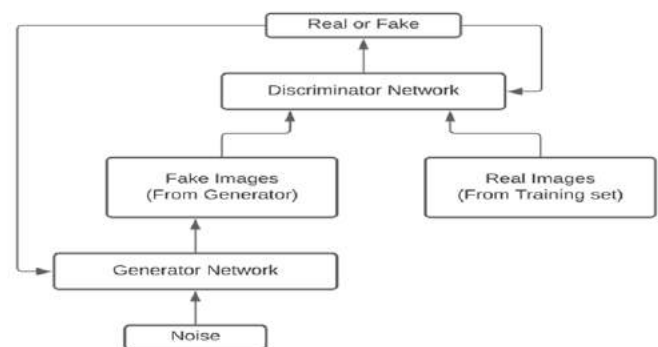 Real or Fake
Discriminator Network
Fake Images
(From Generator)
Real Images
(From Training set)
Generator Network
Noise